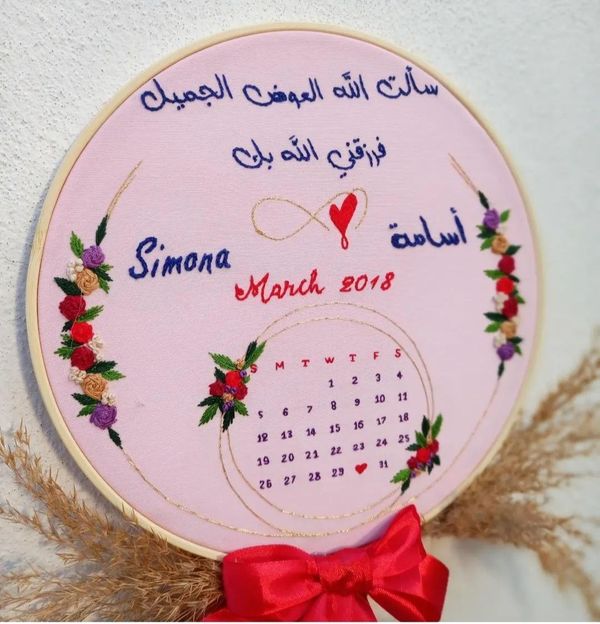 سألت الله العوض الجميل
فرزقني الله بك
Simona أسامة
March 2018
S M T W T F S
1 2 3 4
5 6 7 8 9 10 11
12 13 14 15 16 17 18
19 20 21 22 23 24 25
26 27 28 29 31